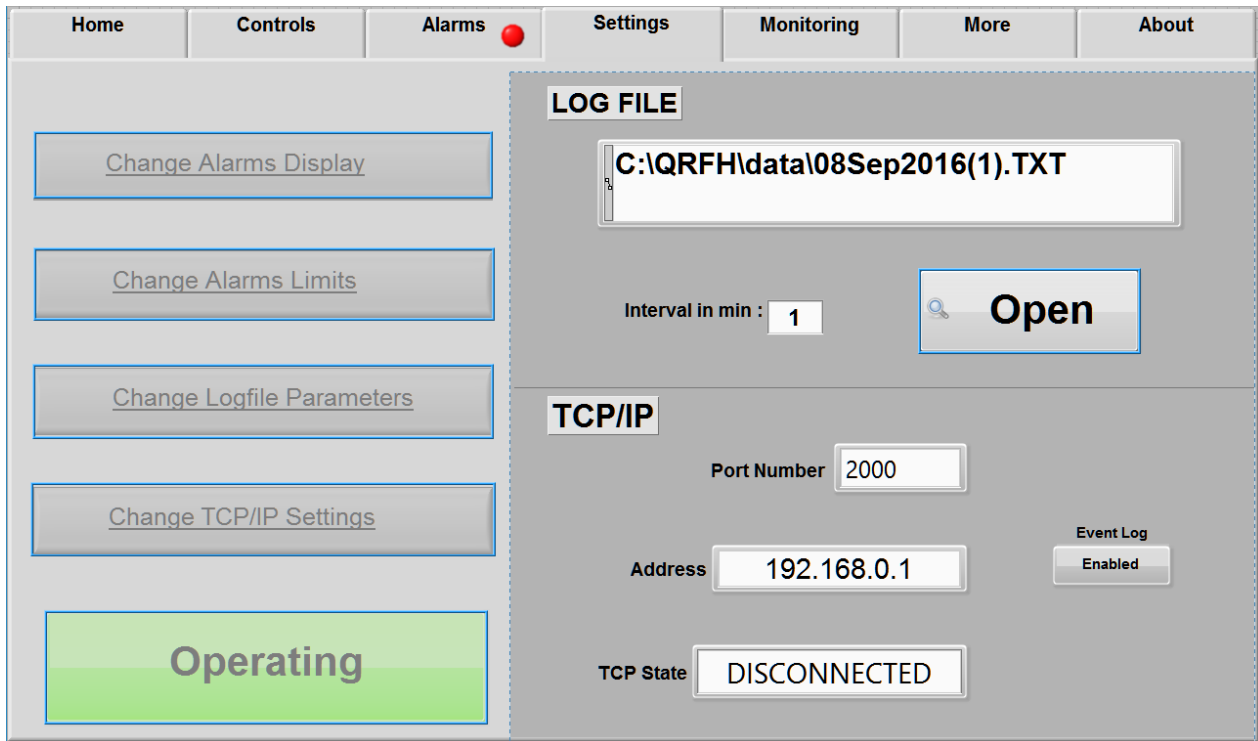 Home Controls Alarms Settings Monitoring More About
Change Alarms Display
Change Alarms Limits
Change Logfile Parameters
Change TCP/IP Settings
Operating
LOG FILE
C:\QRFH\data\08Sep2016(1).TXT
Interval in min : 1
Open
TCP/IP
Port Number 2000
Event Log
Address 192.168.0.1 Enabled
TCP State DISCONNECTED